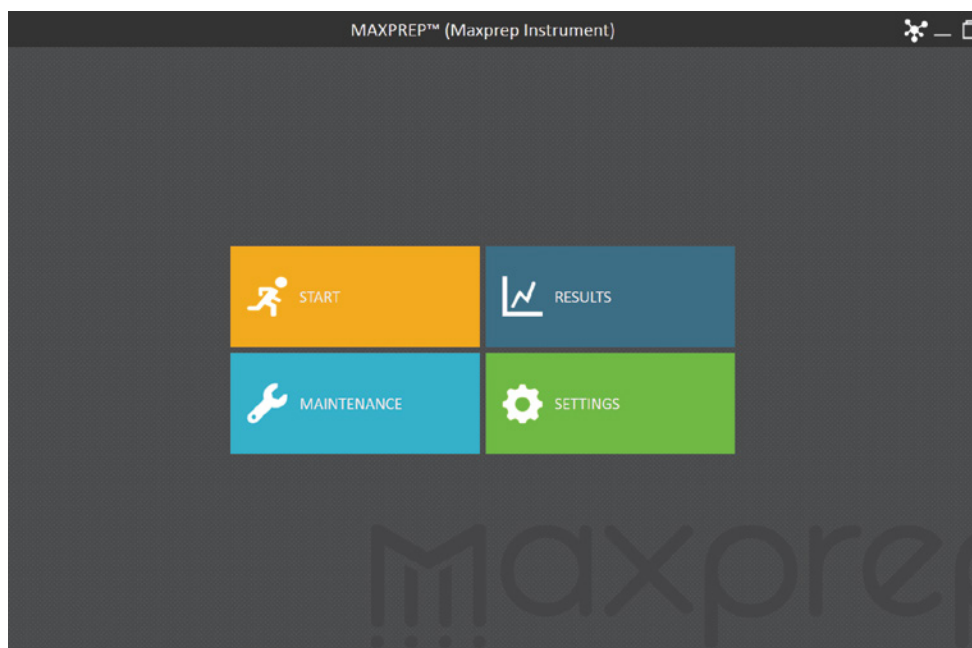 MAXPREP™ (Maxprep Instrument)
START
RESULTS
MAINTENANCE
SETTINGS
maxprep